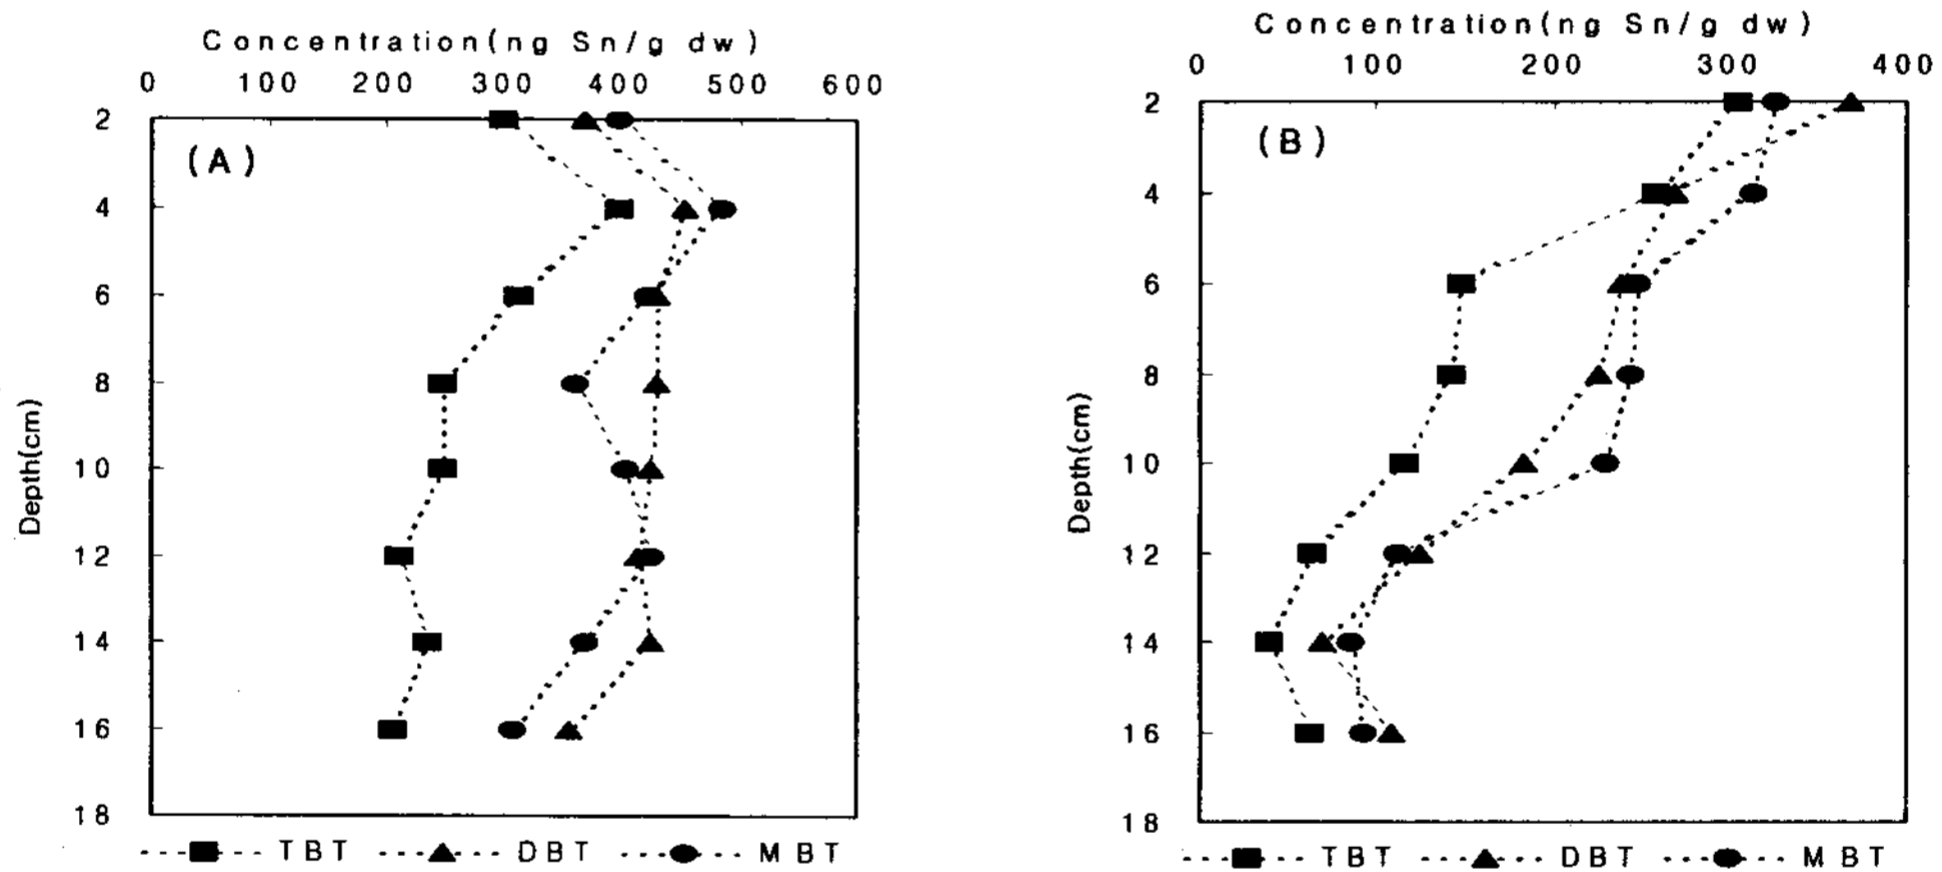 Concentration(ng Sn/g dw)
0 100 200 300 400 500 600
(A)
2
4
6
8
10
12
14
16
18
Depth(cm)
TBT DBT MBT
Concentration(ng Sn/g dw)
0 100 200 300 400
(B)
2
4
6
8
10
12
14
16
18
Depth(cm)
TBT DBT MBT